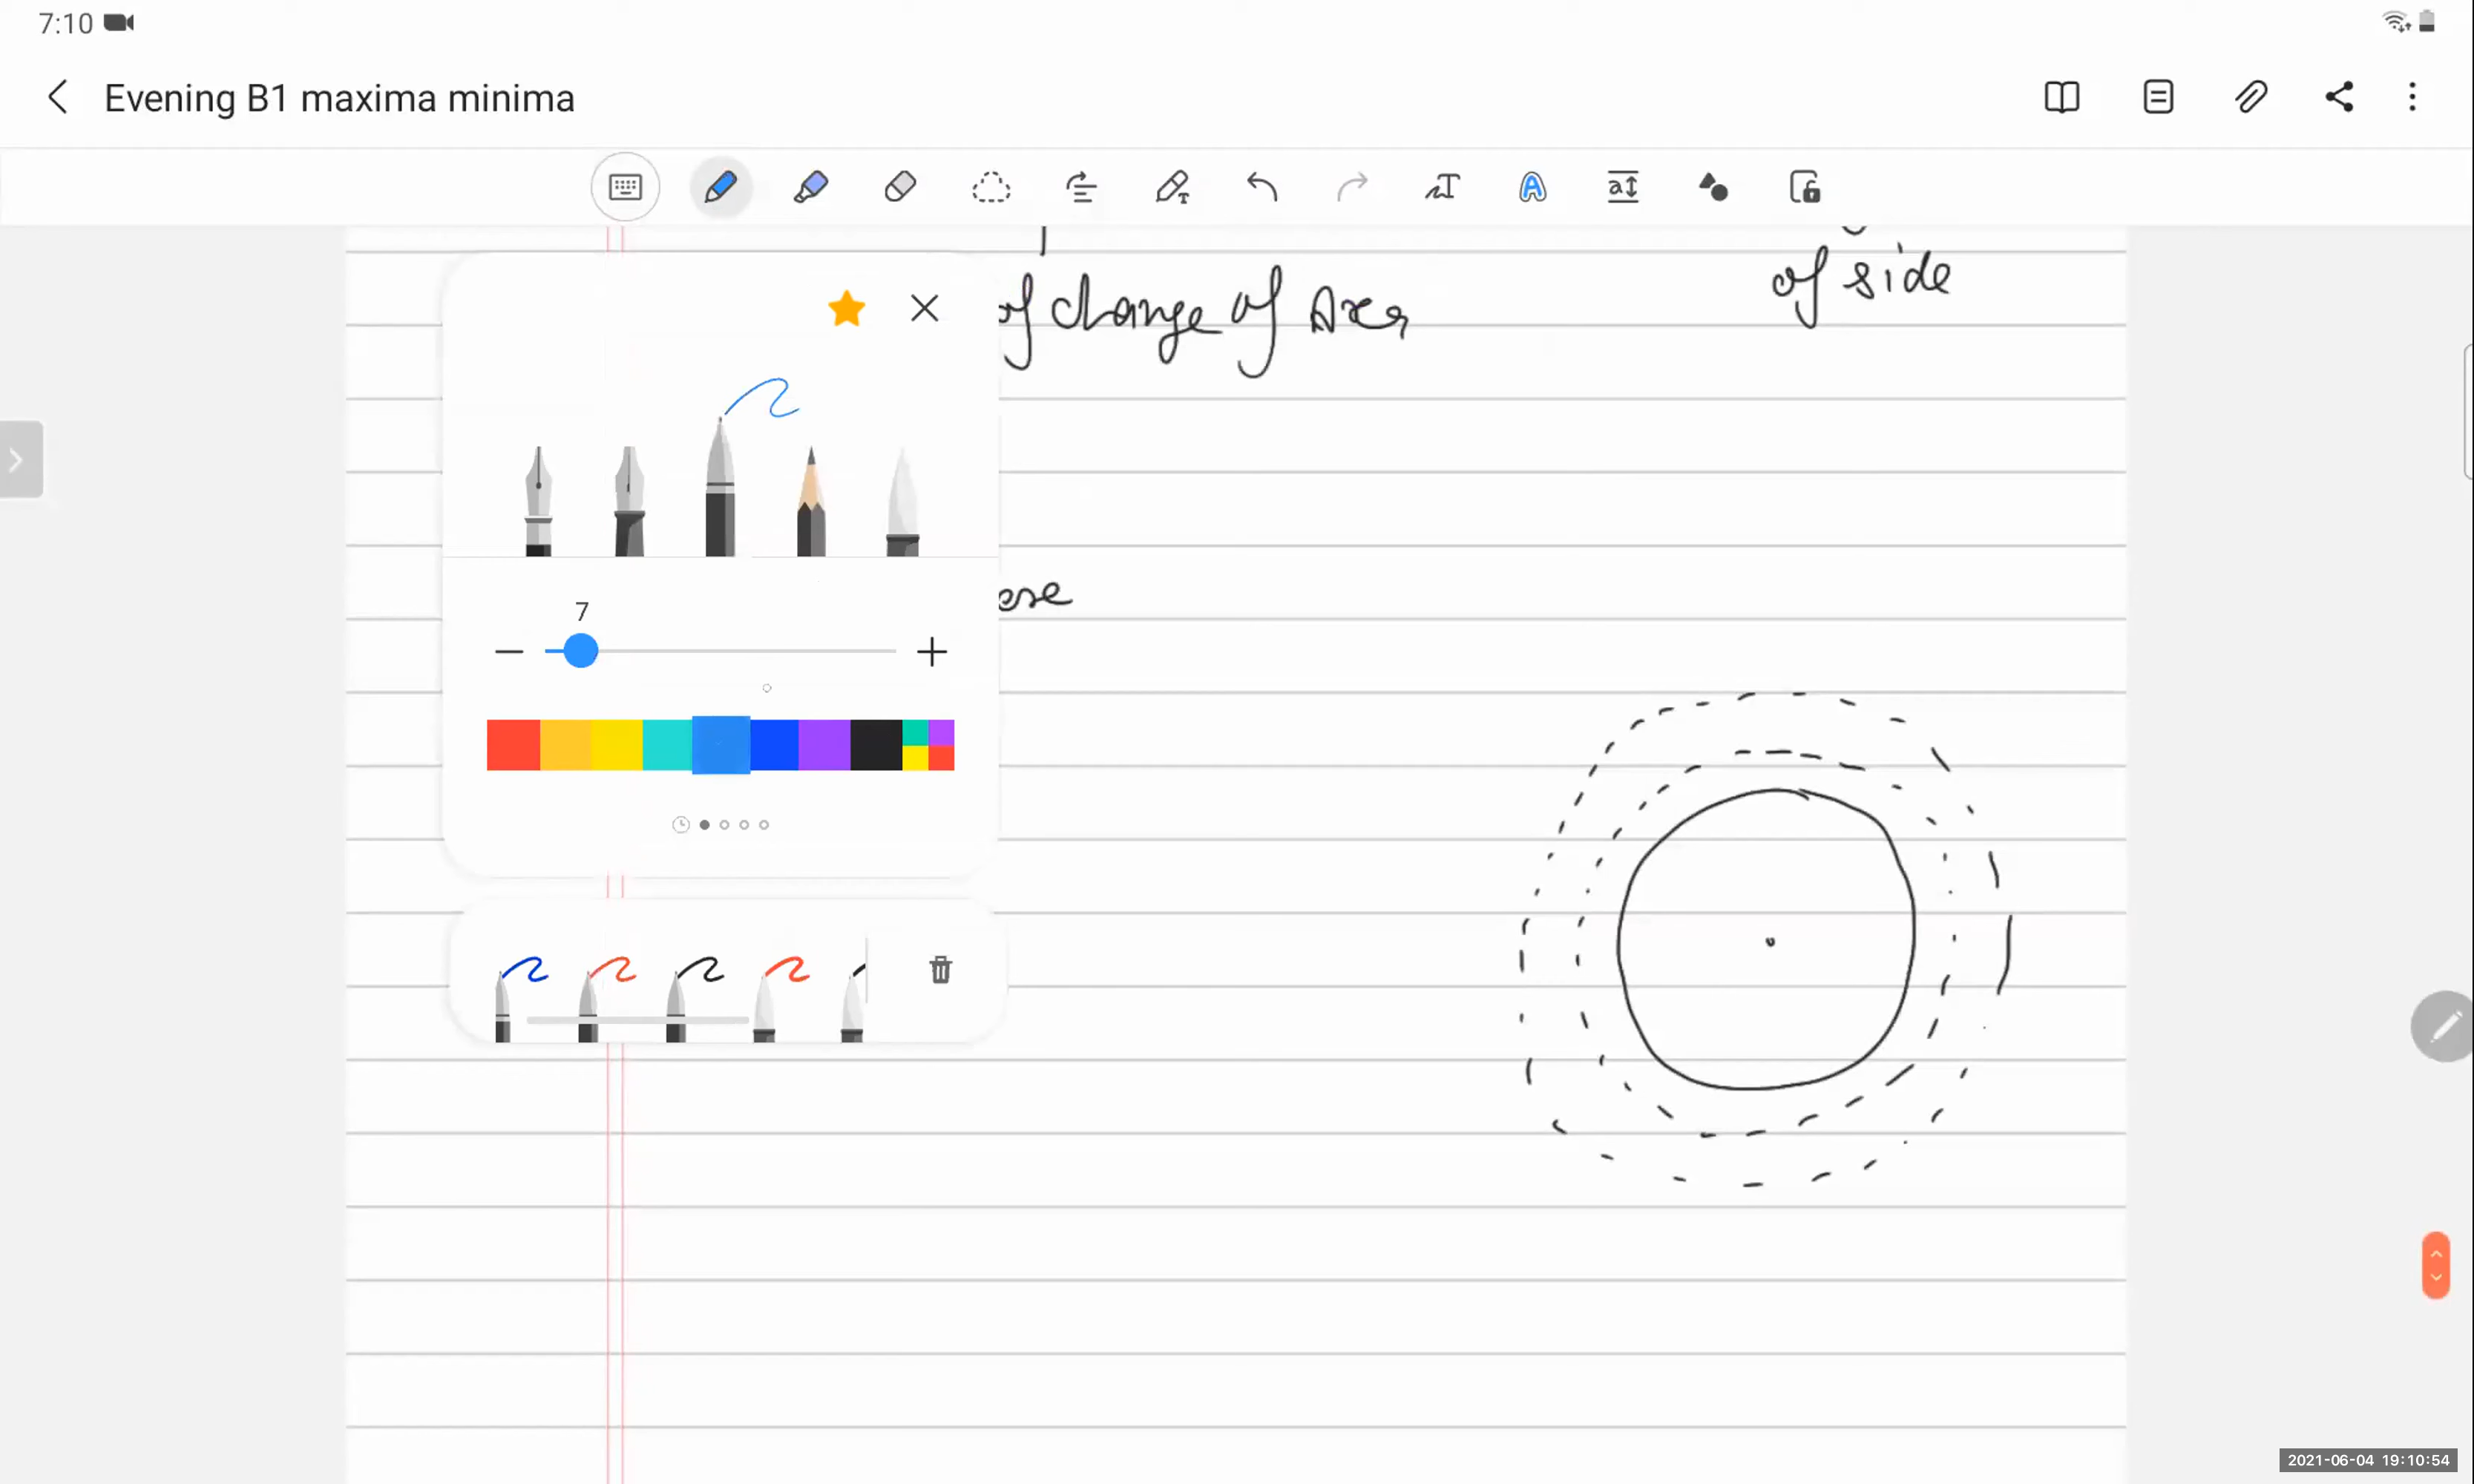 7:10
Evening B1 maxima minima
of side
of change of Area
7
2021-06-04 19:10:54